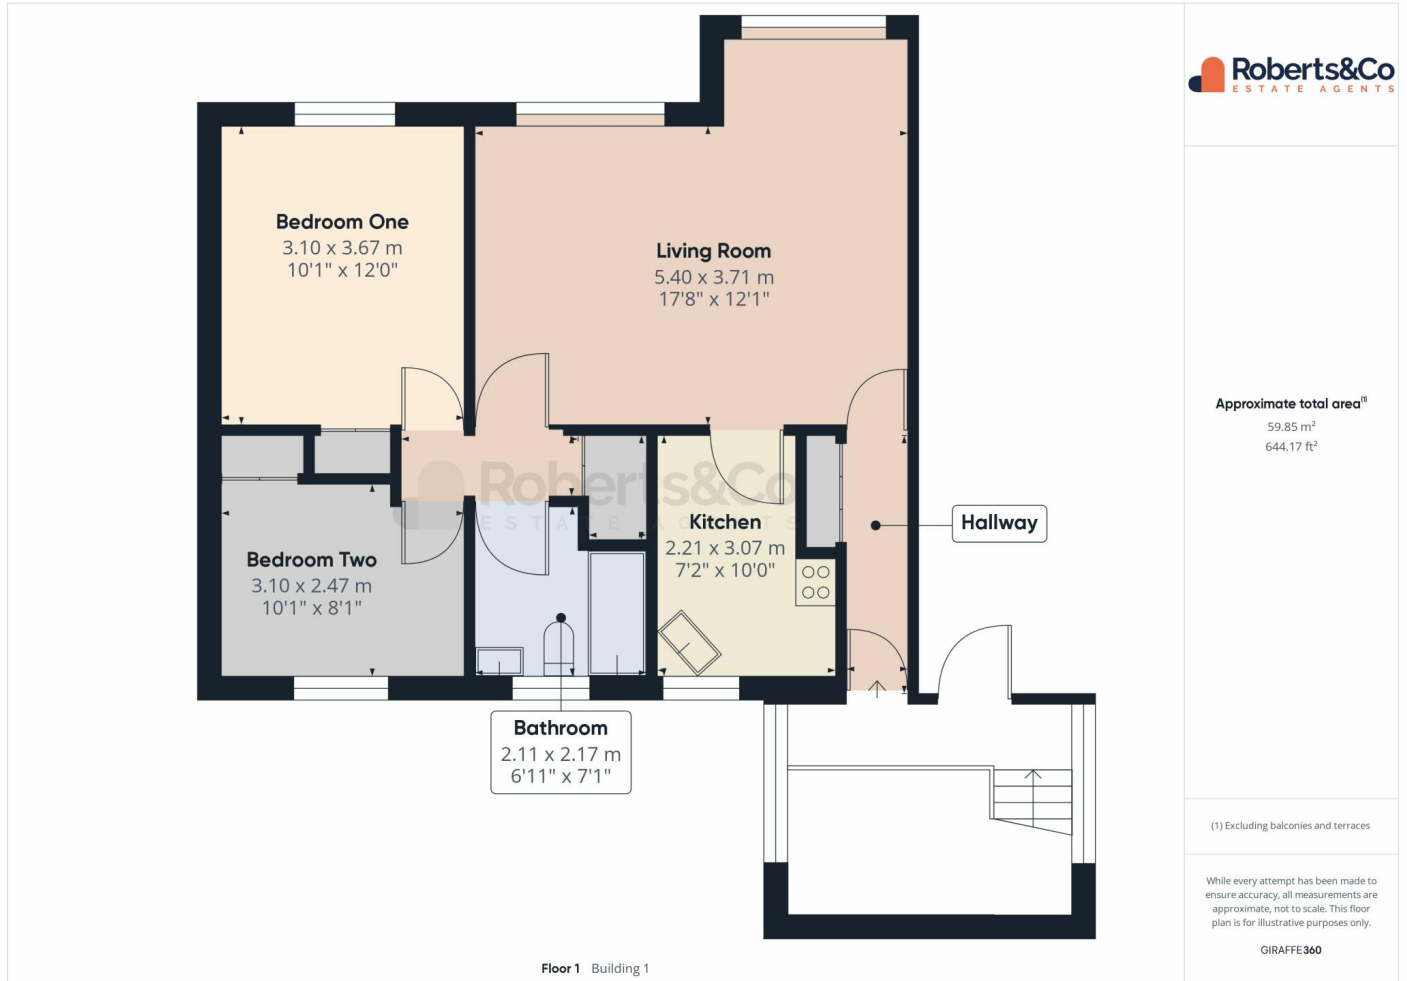 Roberts&Co
ESTATE AGENTS
Bedroom One
3.10 x 3.67 m
10'1" x 12'0"
Living Room
5.40 x 3.71 m
17'8" x 12'1"
Roberts&Co
ESTATE AGENTS
Kitchen
2.21 x 3.07 m
7'2" x 10'0"
Hallway
Bedroom Two
3.10 x 2.47 m
10'1" x 8'1"
Bathroom
2.11 x 2.17 m
6'11" x 7'1"
Floor 1 Building 1
Approximate total area(1)
59.85 m²
644.17 ft²
(1) Excluding balconies and terraces
While every attempt has been made to
ensure accuracy, all measurements are
approximate, not to scale. This floor
plan is for illustrative purposes only.
GIRAFFE360